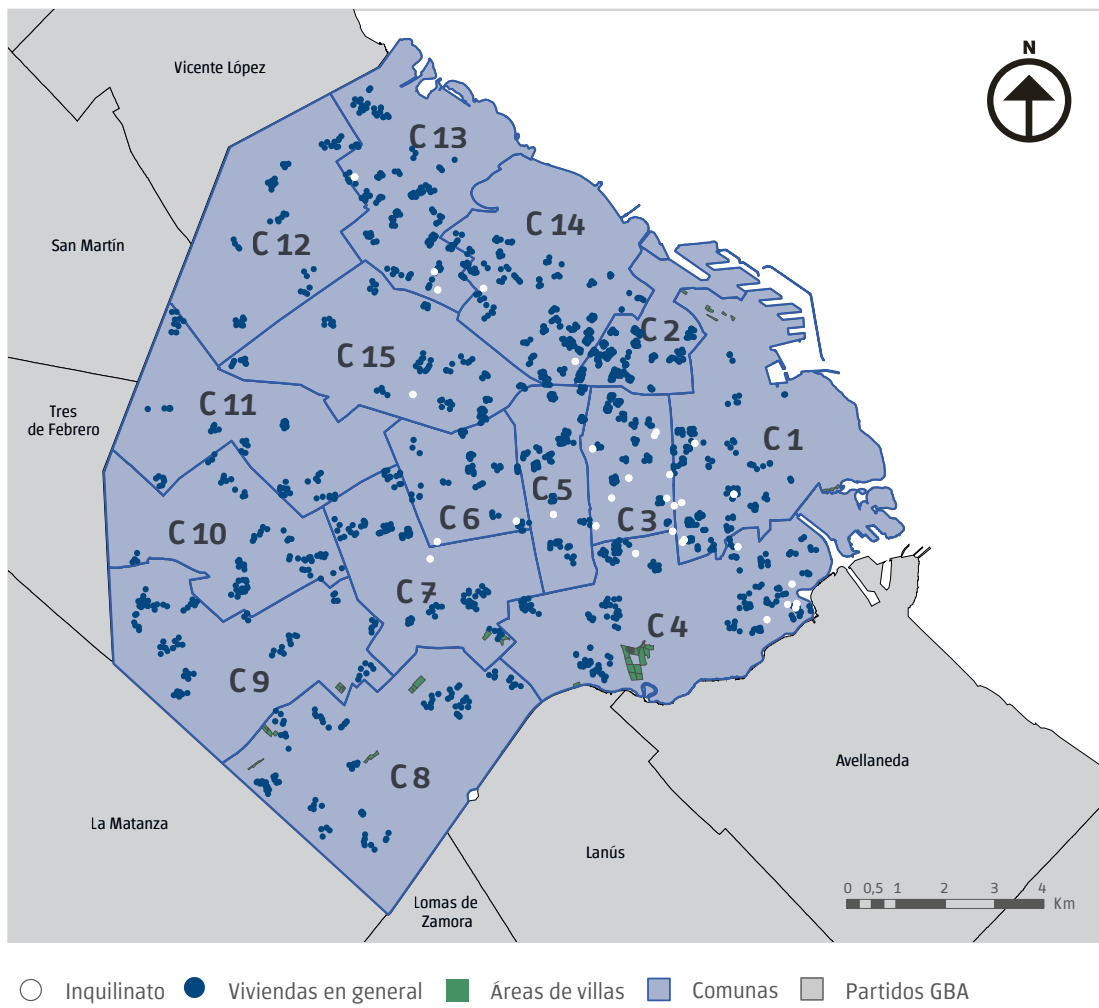 N
Vicente López
C 13
C 14
San Martín
C 12
C 2
C 15
Tres
de Febrero
C 11
C 1
C 5
C 6
C 3
C 10
C 7
C 4
C 9
C 8
Avellaneda
La Matanza
Lanús
Lomas de
Zamora
0 0,5 1 2 3 4
Km
Inquilinato
Viviendas en general
Áreas de villas
Comunas
Partidos GBA